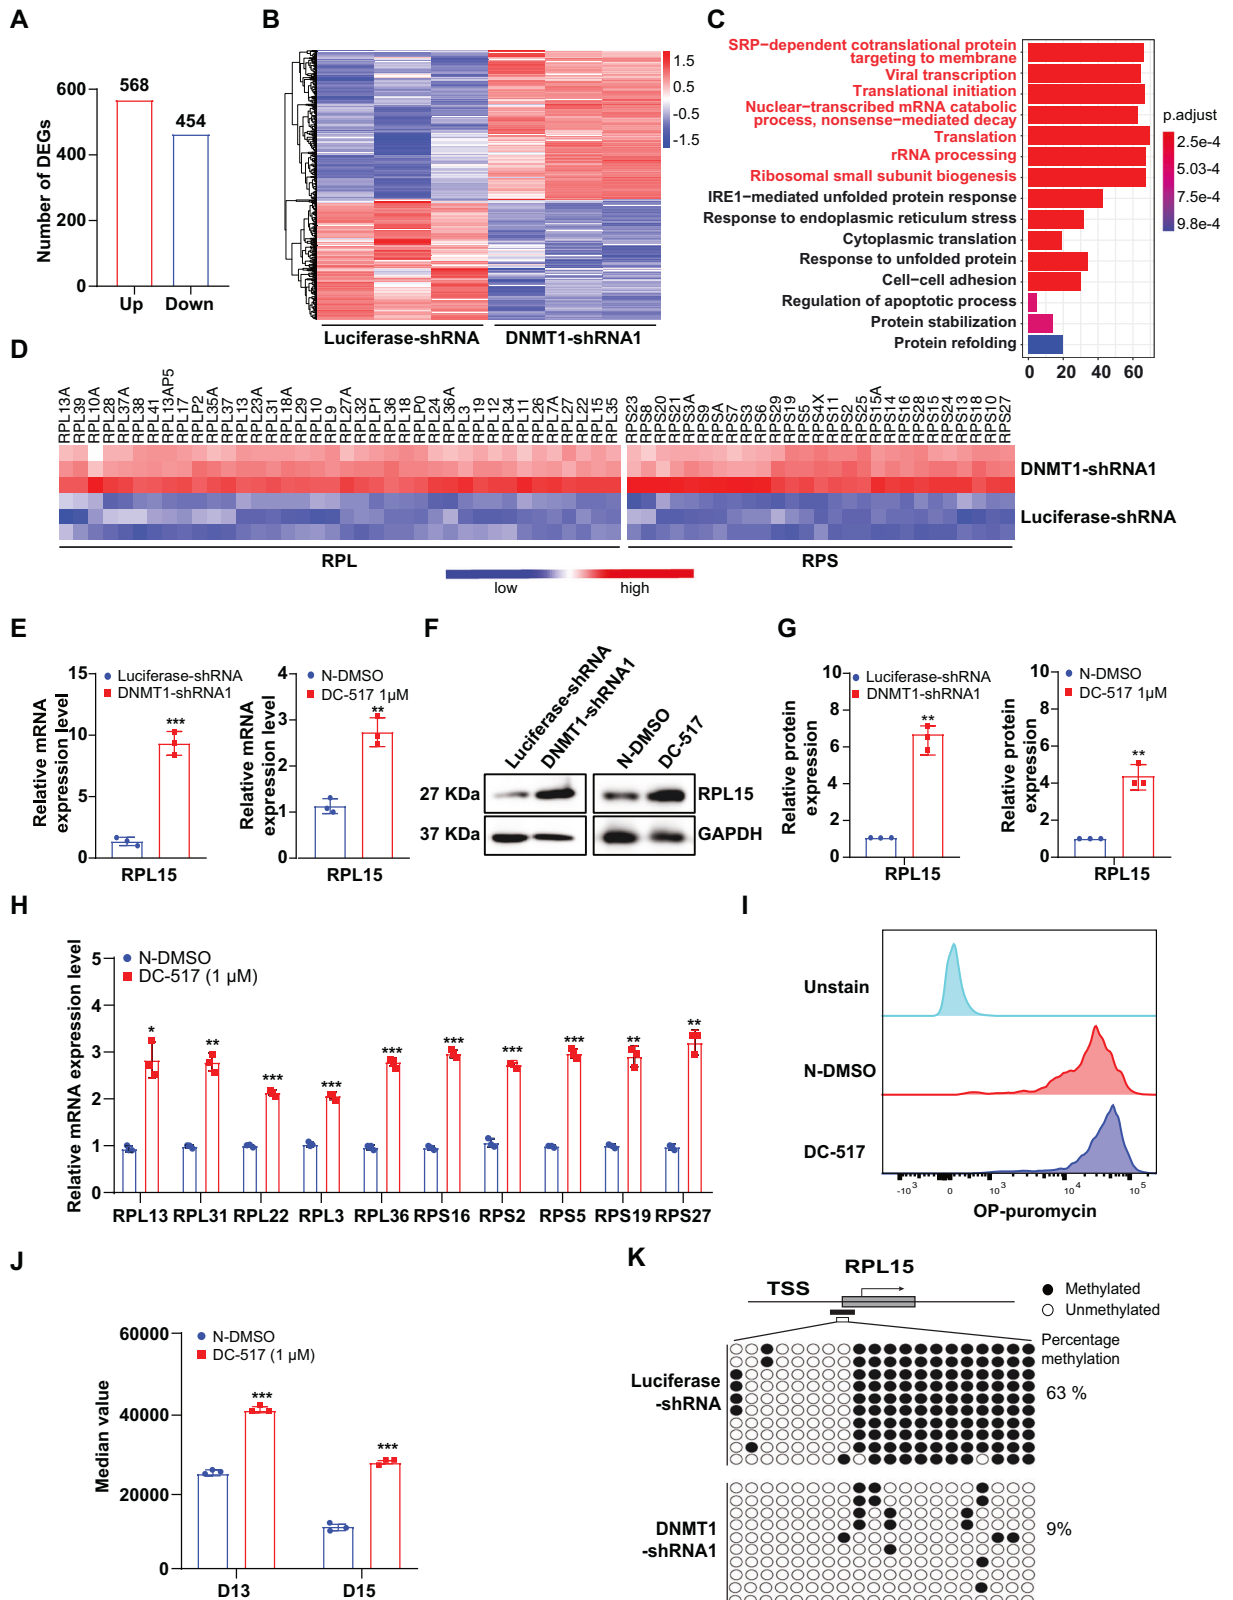 A
Number of DEGs
600
400
200
0
568
454
Up
Down
B
1.5
0.5
-0.5
-1.5
Luciferase-shRNA
DNMT1-shRNA1
C
SRP−dependent cotranslational protein
targeting to membrane
Viral transcription
Translational initiation
Nuclear−transcribed mRNA catabolic
process, nonsense−mediated decay
Translation
rRNA processing
Ribosomal small subunit biogenesis
IRE1−mediated unfolded protein response
Response to endoplasmic reticulum stress
Cytoplasmic translation
Response to unfolded protein
Cell−cell adhesion
Regulation of apoptotic process
Protein stabilization
Protein refolding
0 20 40 60
p.adjust
2.5e-4
5.03-4
7.5e-4
9.8e-4
D
RPL13A
RPL39
RPL10A
RPL28
RPL37A
RPL38
RPL41
RPL13AP5
RPL17
RPLP2
RPL35A
RPL37
RPL13
RPL23A
RPL31
RPL18A
RPL29
RPL10
RPL9
RPL27A
RPL32
RPLP1
RPL36
RPL18
RPLP0
RPL24
RPL36A
RPL3
RPL19
RPL12
RPL34
RPL11
RPL26
RPL7A
RPL27
RPL22
RPL15
RPL35
RPS23
RPS8
RPS20
RPS21
RPS3A
RPS9
RPSA
RPS7
RPS3
RPS6
RPS29
RPS19
RPS5
RPS4X
RPS11
RPS2
RPS25
RPS15A
RPS14
RPS16
RPS28
RPS15
RPS24
RPS13
RPS18
RPS10
RPS27
DNMT1-shRNA1
Luciferase-shRNA
RPL
RPS
low
high
E
Relative mRNA
expression level
15
10
5
0
Luciferase-shRNA
DNMT1-shRNA1
***
RPL15
Relative mRNA
expression level
4
3
2
1
0
N-DMSO
DC-517 1µM
**
RPL15
F
Luciferase-shRNA
DNMT1-shRNA1
N-DMSO
DC-517
27 KDa
RPL15
37 KDa
GAPDH
G
Relative protein
expression
10
8
6
4
2
0
Luciferase-shRNA
DNMT1-shRNA1
**
RPL15
Relative protein
expression
10
8
6
4
2
0
N-DMSO
DC-517 1µM
**
RPL15
H
Relative mRNA expression level
5
4
3
2
1
0
N-DMSO
DC-517 (1 µM)
* ** *** *** *** *** *** ** ** **
RPL13 RPL31 RPL22 RPL3 RPL36 RPS16 RPS2 RPS5 RPS19 RPS27
I
Unstain
N-DMSO
DC-517
-10³ 0 10³ 10⁴ 10⁵
OP-puromycin
J
Median value
60000
40000
20000
0
N-DMSO
DC-517 (1 µM)
***
***
D13
D15
K
RPL15
TSS
Methylated
Unmethylated
Percentage
methylation
Luciferase
-shRNA
63 %
DNMT1
-shRNA1
9%